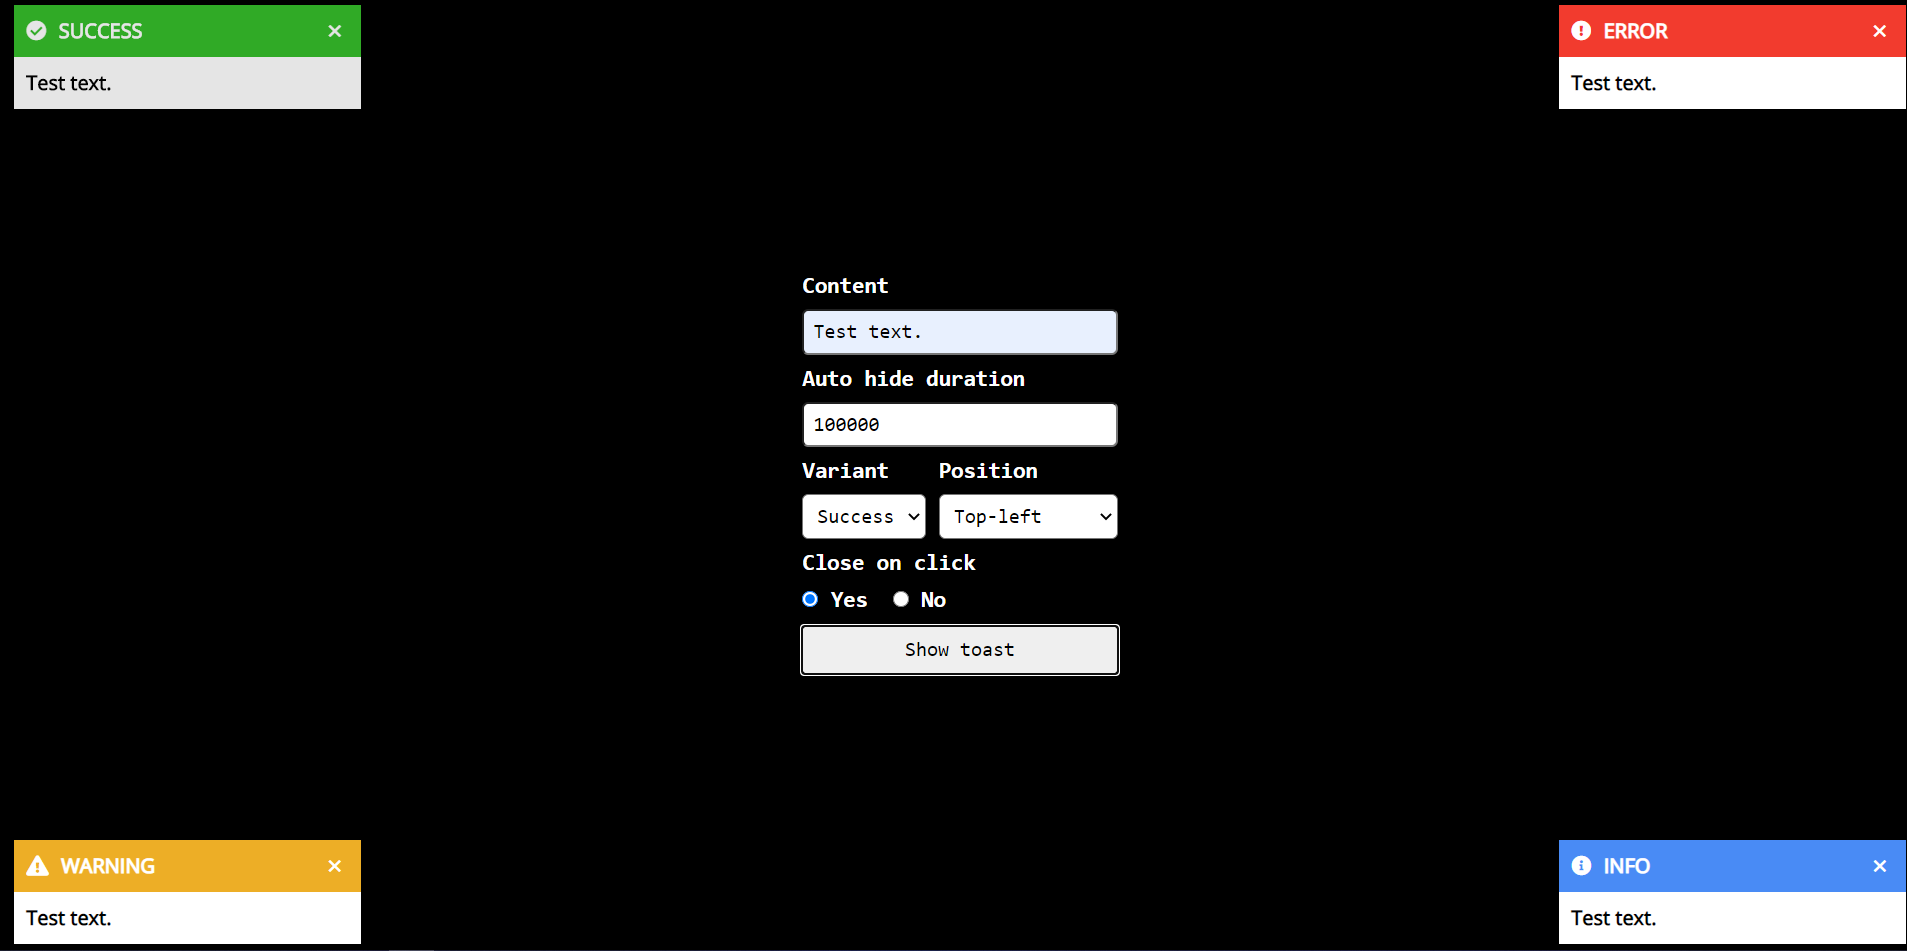 SUCCESS
Test text.
ERROR
Test text.
Content
Test text.
Auto hide duration
100000
Variant Position
Success Top-left
Close on click
Yes No
Show toast
WARNING
Test text.
INFO
Test text.